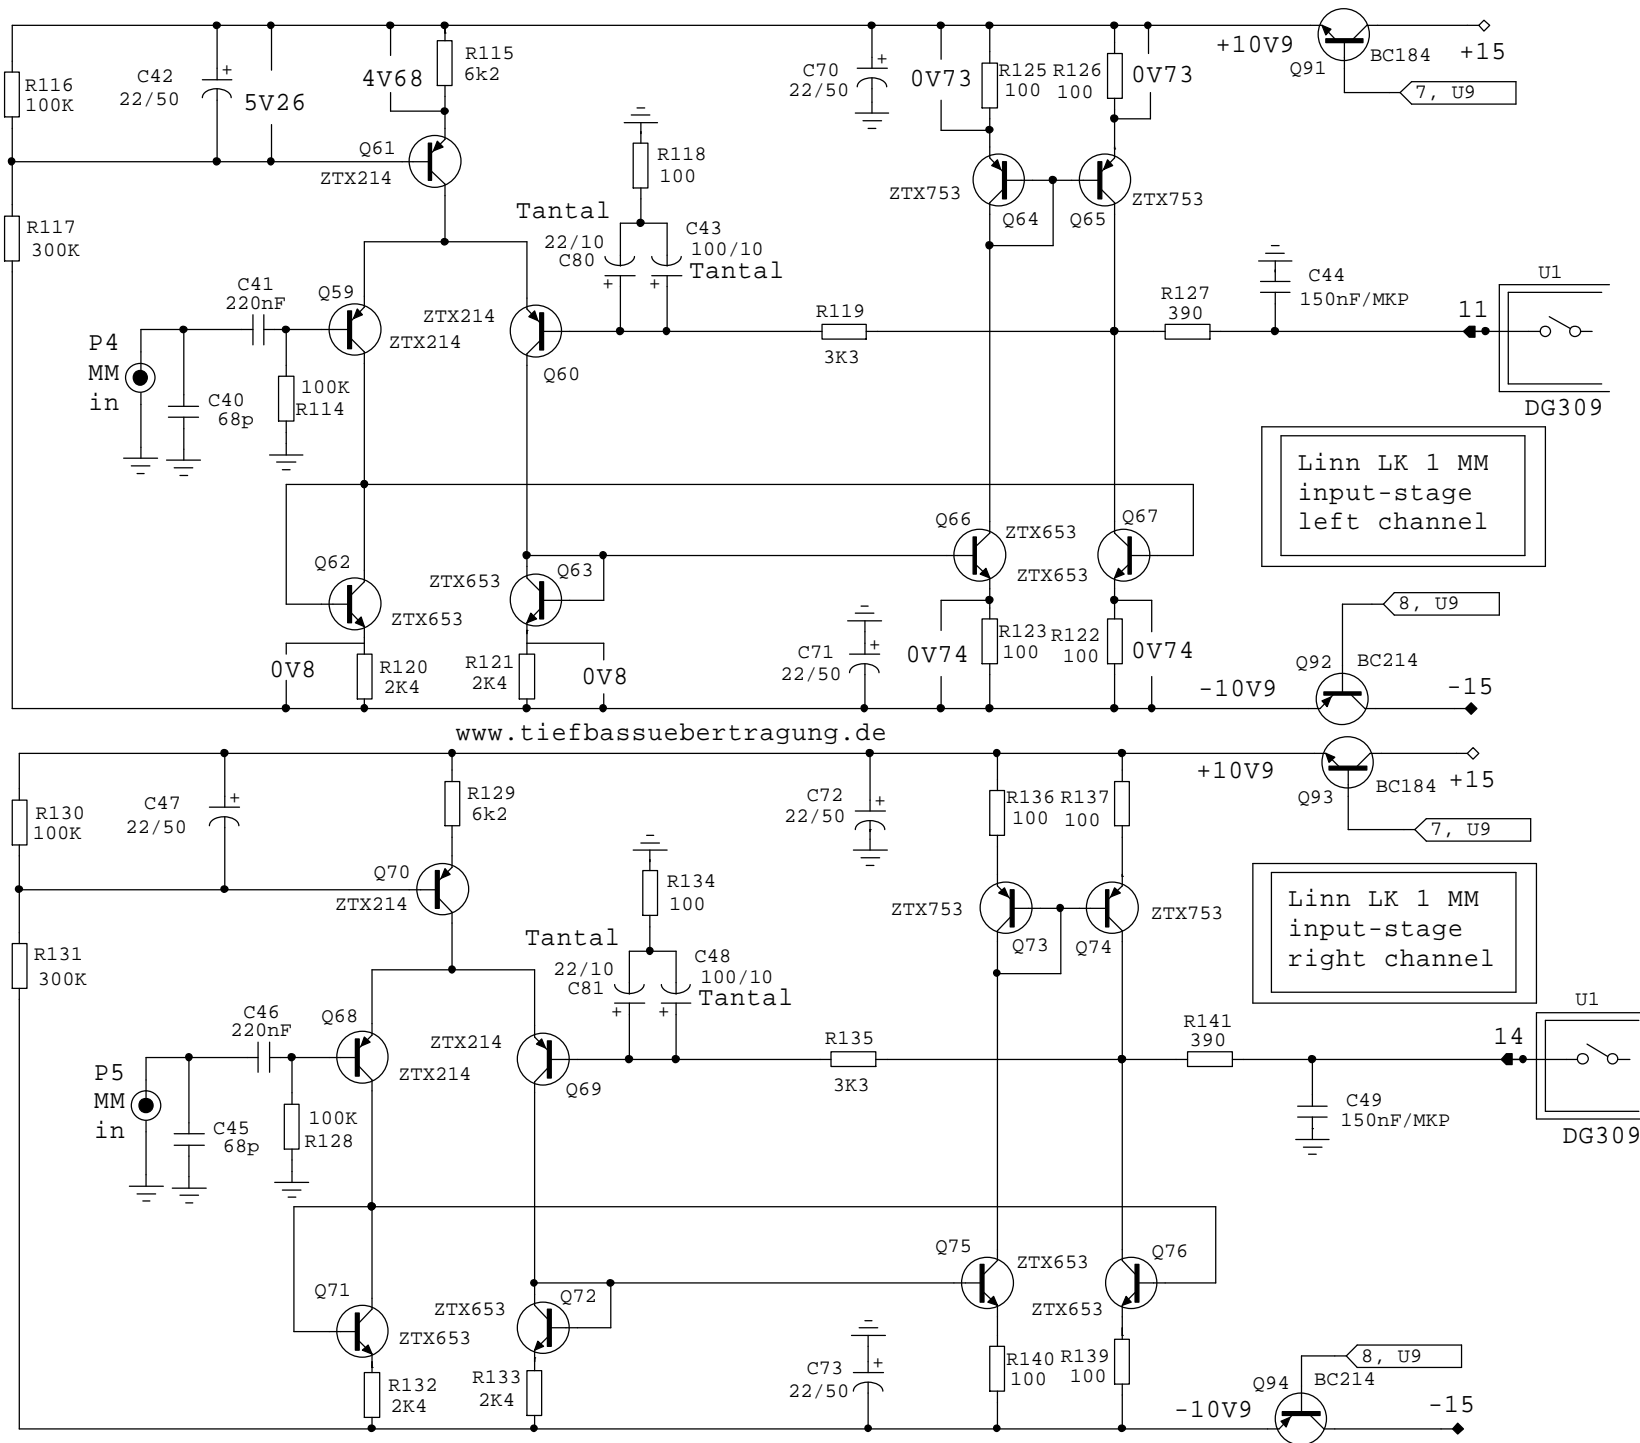 R116
100K
C42
22/50
+
5V26
4V68
R115
6k2
C70
22/50
+
0V73
R125
100
R126
100
0V73
+10V9
Q91
BC184
+15
7, U9
Q61
ZTX214
R118
100
ZTX753
Q64
Q65
ZTX753
R117
300K
Tantal
22/10
C80
+
C43
100/10
Tantal
+
C41
220nF
Q59
ZTX214
ZTX214
Q60
R119
3K3
R127
390
C44
150nF/MKP
11
U1
DG309
P4
MM
in
C40
68p
100K
R114
Linn LK 1 MM
input-stage
left channel
Q66
ZTX653
Q67
ZTX653
Q62
ZTX653
ZTX653
Q63
0V8
R120
2K4
R121
2K4
0V8
C71
22/50
+
0V74
R123
100
R122
100
0V74
8, U9
Q92
BC214
-10V9
-15
www.tiefbassuebertragung.de
R130
100K
C47
22/50
+
R129
6k2
C72
22/50
+
R136
100
R137
100
+10V9
Q93
BC184
+15
7, U9
Q70
ZTX214
R134
100
ZTX753
Q73
Q74
ZTX753
Linn LK 1 MM
input-stage
right channel
R131
300K
Tantal
22/10
C81
+
C48
100/10
Tantal
+
C46
220nF
Q68
ZTX214
ZTX214
Q69
R135
3K3
R141
390
C49
150nF/MKP
14
U1
DG309
P5
MM
in
C45
68p
100K
R128
Q75
ZTX653
Q76
ZTX653
Q71
ZTX653
ZTX653
Q72
R132
2K4
R133
2K4
C73
22/50
+
R140
100
R139
100
8, U9
Q94
BC214
-10V9
-15